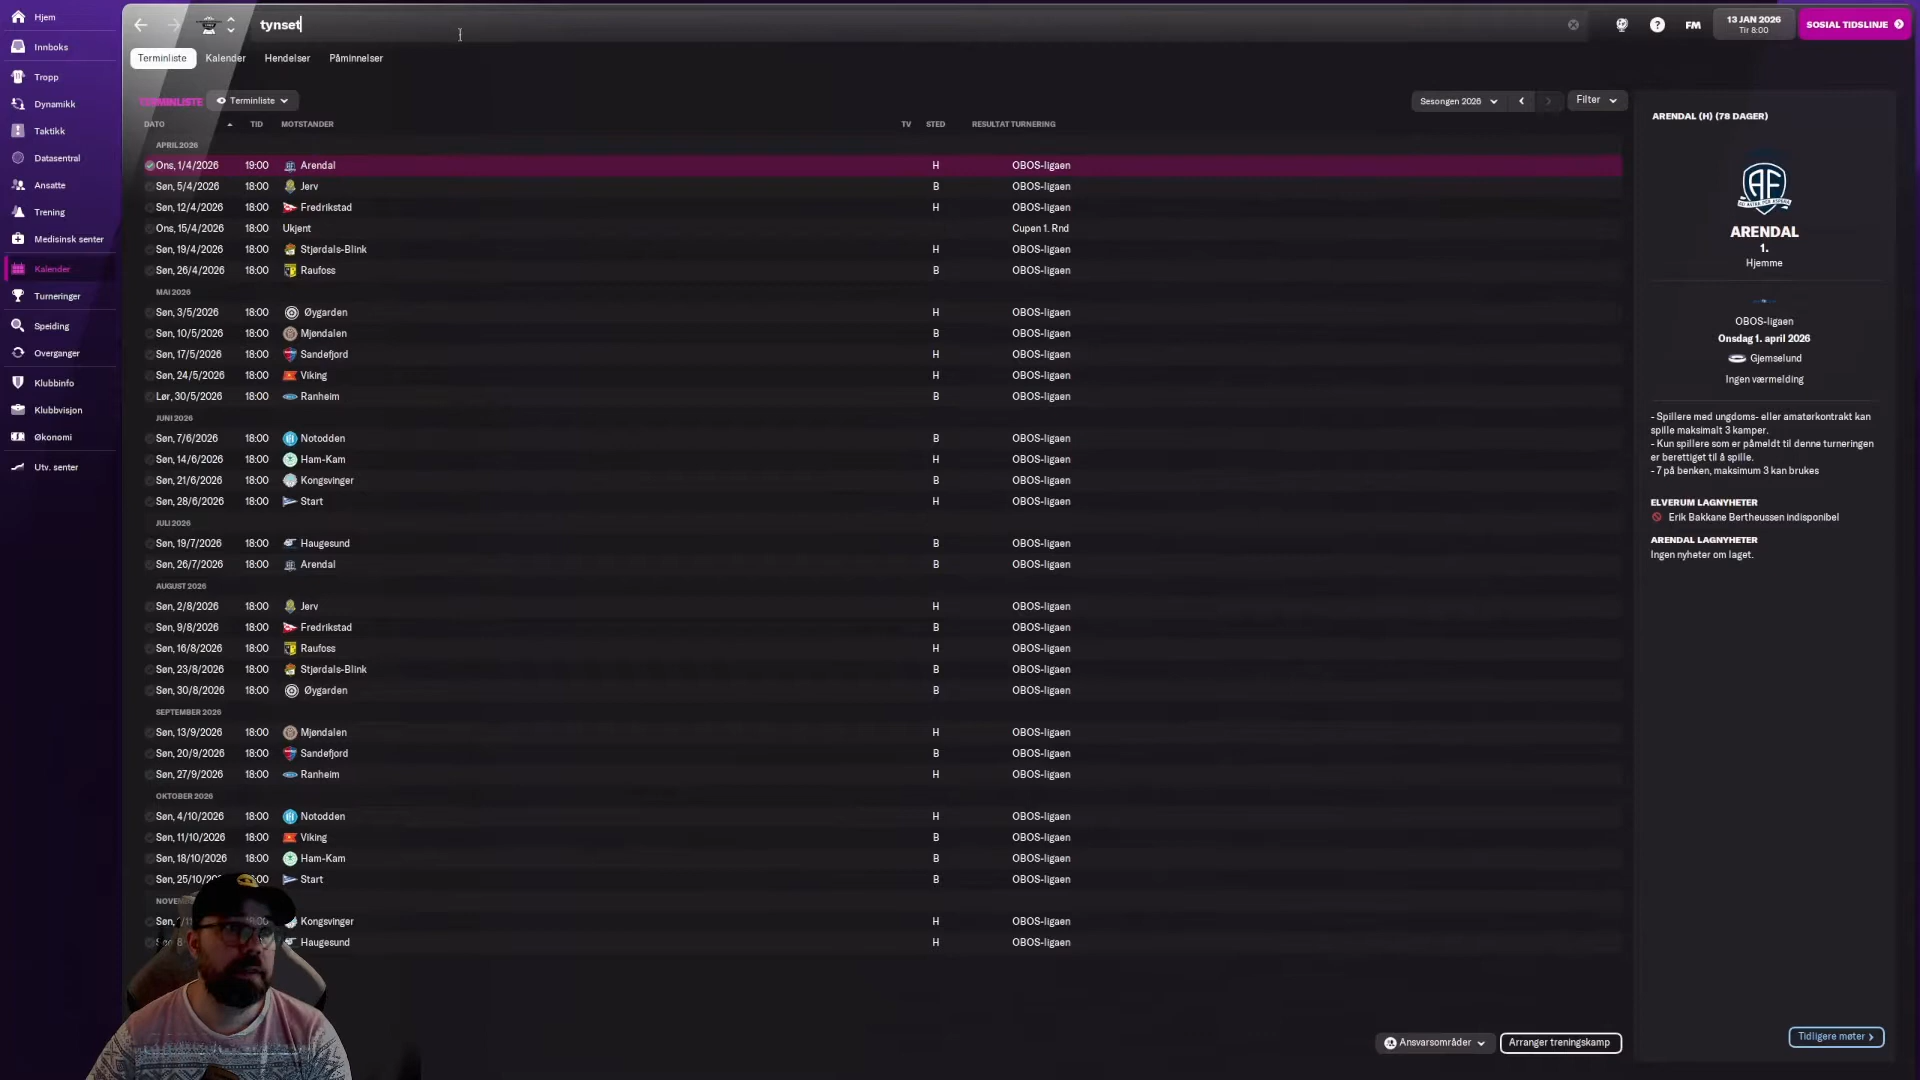 Hjem
Innboks
Tropp
Dynamikk
Taktikk
Datasentral
Ansatte
Trening
Medisinsk senter
Kalender
Turneringer
Speiding
Overganger
Klubbinfo
Klubbvisjon
Økonomi
Utv. senter
tynset
FM
13 JAN 2026
Tir 8:00
SOSIAL TIDSLINJE
Terminliste Kalender Hendelser Påminnelser
TERMINLISTE Terminliste
Sesongen 2026 Filter
DATO TID MOTSTANDER TV STED RESULTAT TURNERING
APRIL 2026
Ons, 1/4/2026 19:00 Arendal H OBOS-ligaen
Søn, 5/4/2026 18:00 Jerv B OBOS-ligaen
Søn, 12/4/2026 18:00 Fredrikstad H OBOS-ligaen
Ons, 15/4/2026 18:00 Ukjent Cupen 1. Rnd
Søn, 19/4/2026 18:00 Stjørdals-Blink H OBOS-ligaen
Søn, 26/4/2026 18:00 Raufoss B OBOS-ligaen
MAI 2026
Søn, 3/5/2026 18:00 Øygarden H OBOS-ligaen
Søn, 10/5/2026 18:00 Mjøndalen B OBOS-ligaen
Søn, 17/5/2026 18:00 Sandefjord H OBOS-ligaen
Søn, 24/5/2026 18:00 Viking H OBOS-ligaen
Lør, 30/5/2026 18:00 Ranheim B OBOS-ligaen
JUNI 2026
Søn, 7/6/2026 18:00 Notodden B OBOS-ligaen
Søn, 14/6/2026 18:00 Ham-Kam H OBOS-ligaen
Søn, 21/6/2026 18:00 Kongsvinger B OBOS-ligaen
Søn, 28/6/2026 18:00 Start H OBOS-ligaen
JULI 2026
Søn, 19/7/2026 18:00 Haugesund B OBOS-ligaen
Søn, 26/7/2026 18:00 Arendal B OBOS-ligaen
AUGUST 2026
Søn, 2/8/2026 18:00 Jerv H OBOS-ligaen
Søn, 9/8/2026 18:00 Fredrikstad B OBOS-ligaen
Søn, 16/8/2026 18:00 Raufoss H OBOS-ligaen
Søn, 23/8/2026 18:00 Stjørdals-Blink B OBOS-ligaen
Søn, 30/8/2026 18:00 Øygarden B OBOS-ligaen
SEPTEMBER 2026
Søn, 13/9/2026 18:00 Mjøndalen H OBOS-ligaen
Søn, 20/9/2026 18:00 Sandefjord B OBOS-ligaen
Søn, 27/9/2026 18:00 Ranheim H OBOS-ligaen
OKTOBER 2026
Søn, 4/10/2026 18:00 Notodden H OBOS-ligaen
Søn, 11/10/2026 18:00 Viking B OBOS-ligaen
Søn, 18/10/2026 18:00 Ham-Kam B OBOS-ligaen
Søn, 25/10/ Start B OBOS-ligaen
Søn, Kongsvinger H OBOS-ligaen
Haugesund H OBOS-ligaen
Ansvarsområder Arranger treningskamp
ARENDAL (H) (78 DAGER)
AF
ARENDAL
1.
Hjemme
OBOS-ligaen
Onsdag 1. april 2026
Gjemselund
Ingen værmelding
- Spillere med ungdoms- eller amatørkontrakt kan
spille maksimalt 3 kamper.
- Kun spillere som er påmeldt til denne turneringen
er berettiget til å spille.
- 7 på benken, maksimum 3 kan brukes
ELVERUM LAGNYHETER
Erik Bakkane Bertheussen indisponibel
ARENDAL LAGNYHETER
Ingen nyheter om laget.
Tidligere møter